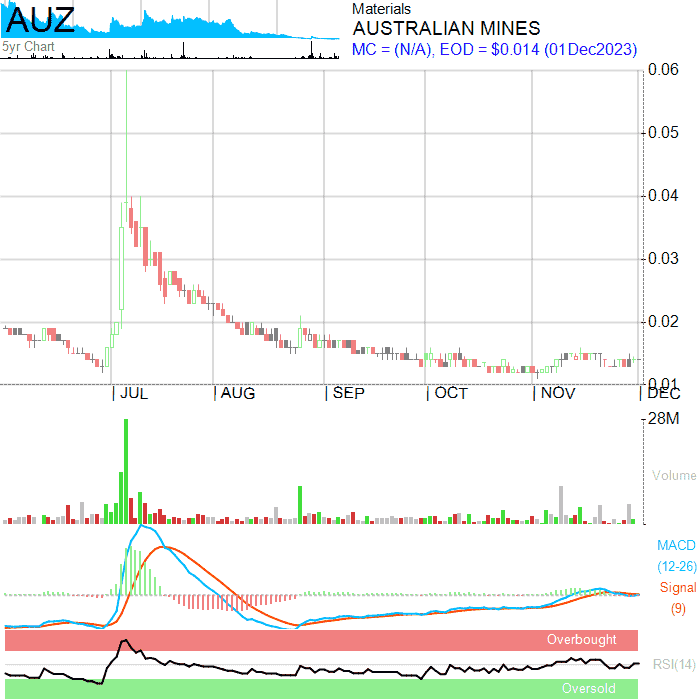 AUZ
5yr Chart
Materials
AUSTRALIAN MINES
MC = (N/A), EOD = $0.014 (01Dec2023)
0.06
0.05
0.04
0.03
0.02
0.01
JUL AUG SEP OCT NOV DEC
28M
Volume
MACD
(12-26)
Signal
(9)
Overbought
RSI(14)
Oversold